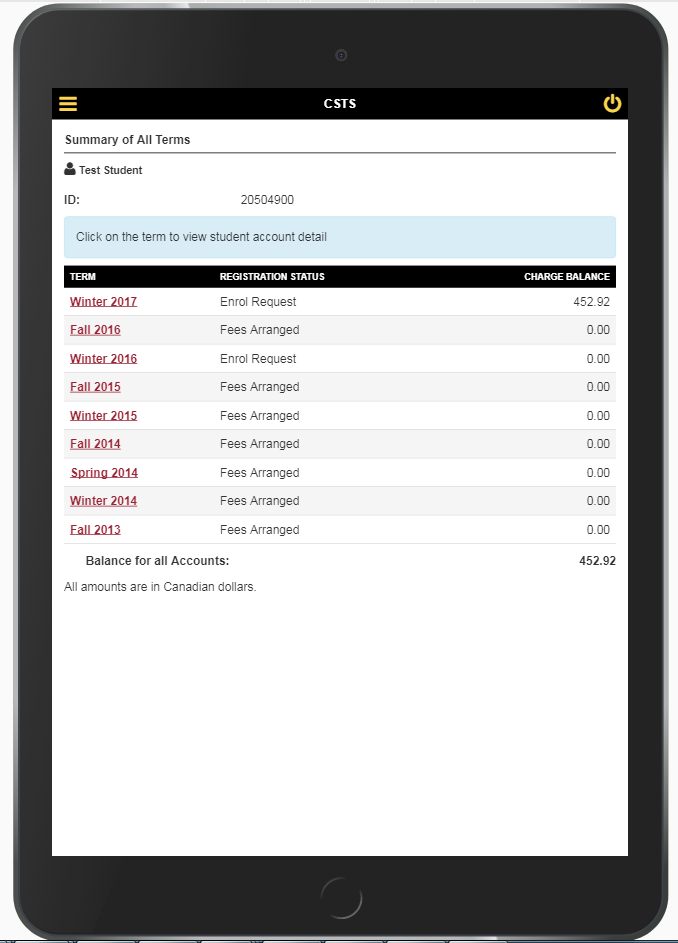 CSTS
Summary of All Terms
Test Student
ID: 20504900
Click on the term to view student account detail
TERM REGISTRATION STATUS CHARGE BALANCE
Winter 2017 Enrol Request 452.92
Fall 2016 Fees Arranged 0.00
Winter 2016 Enrol Request 0.00
Fall 2015 Fees Arranged 0.00
Winter 2015 Fees Arranged 0.00
Fall 2014 Fees Arranged 0.00
Spring 2014 Fees Arranged 0.00
Winter 2014 Fees Arranged 0.00
Fall 2013 Fees Arranged 0.00
Balance for all Accounts: 452.92
All amounts are in Canadian dollars.